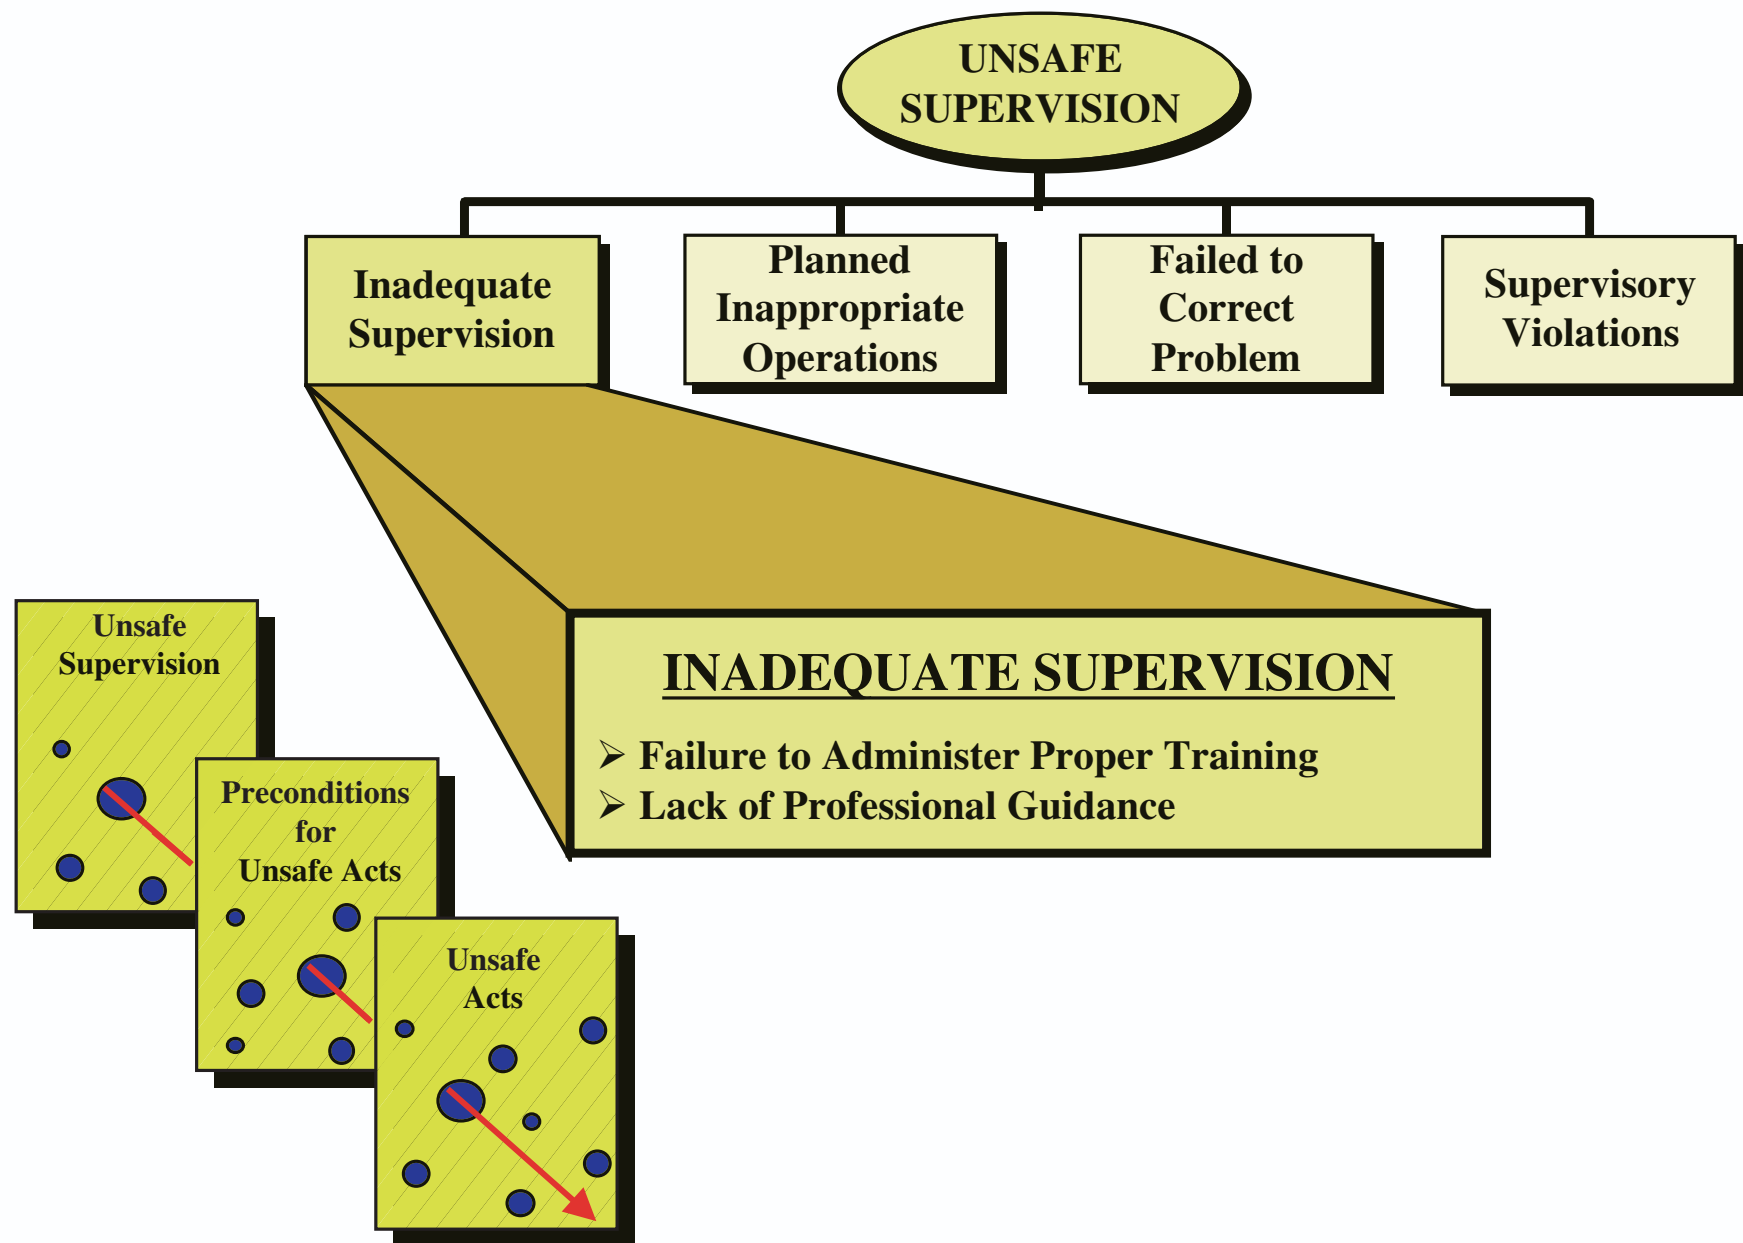 UNSAFE
SUPERVISION
Inadequate
Supervision
Planned
Inappropriate
Operations
Failed to
Correct
Problem
Supervisory
Violations
INADEQUATE SUPERVISION
➢ Failure to Administer Proper Training
➢ Lack of Professional Guidance
Unsafe
Supervision
Preconditions
for
Unsafe Acts
Unsafe
Acts